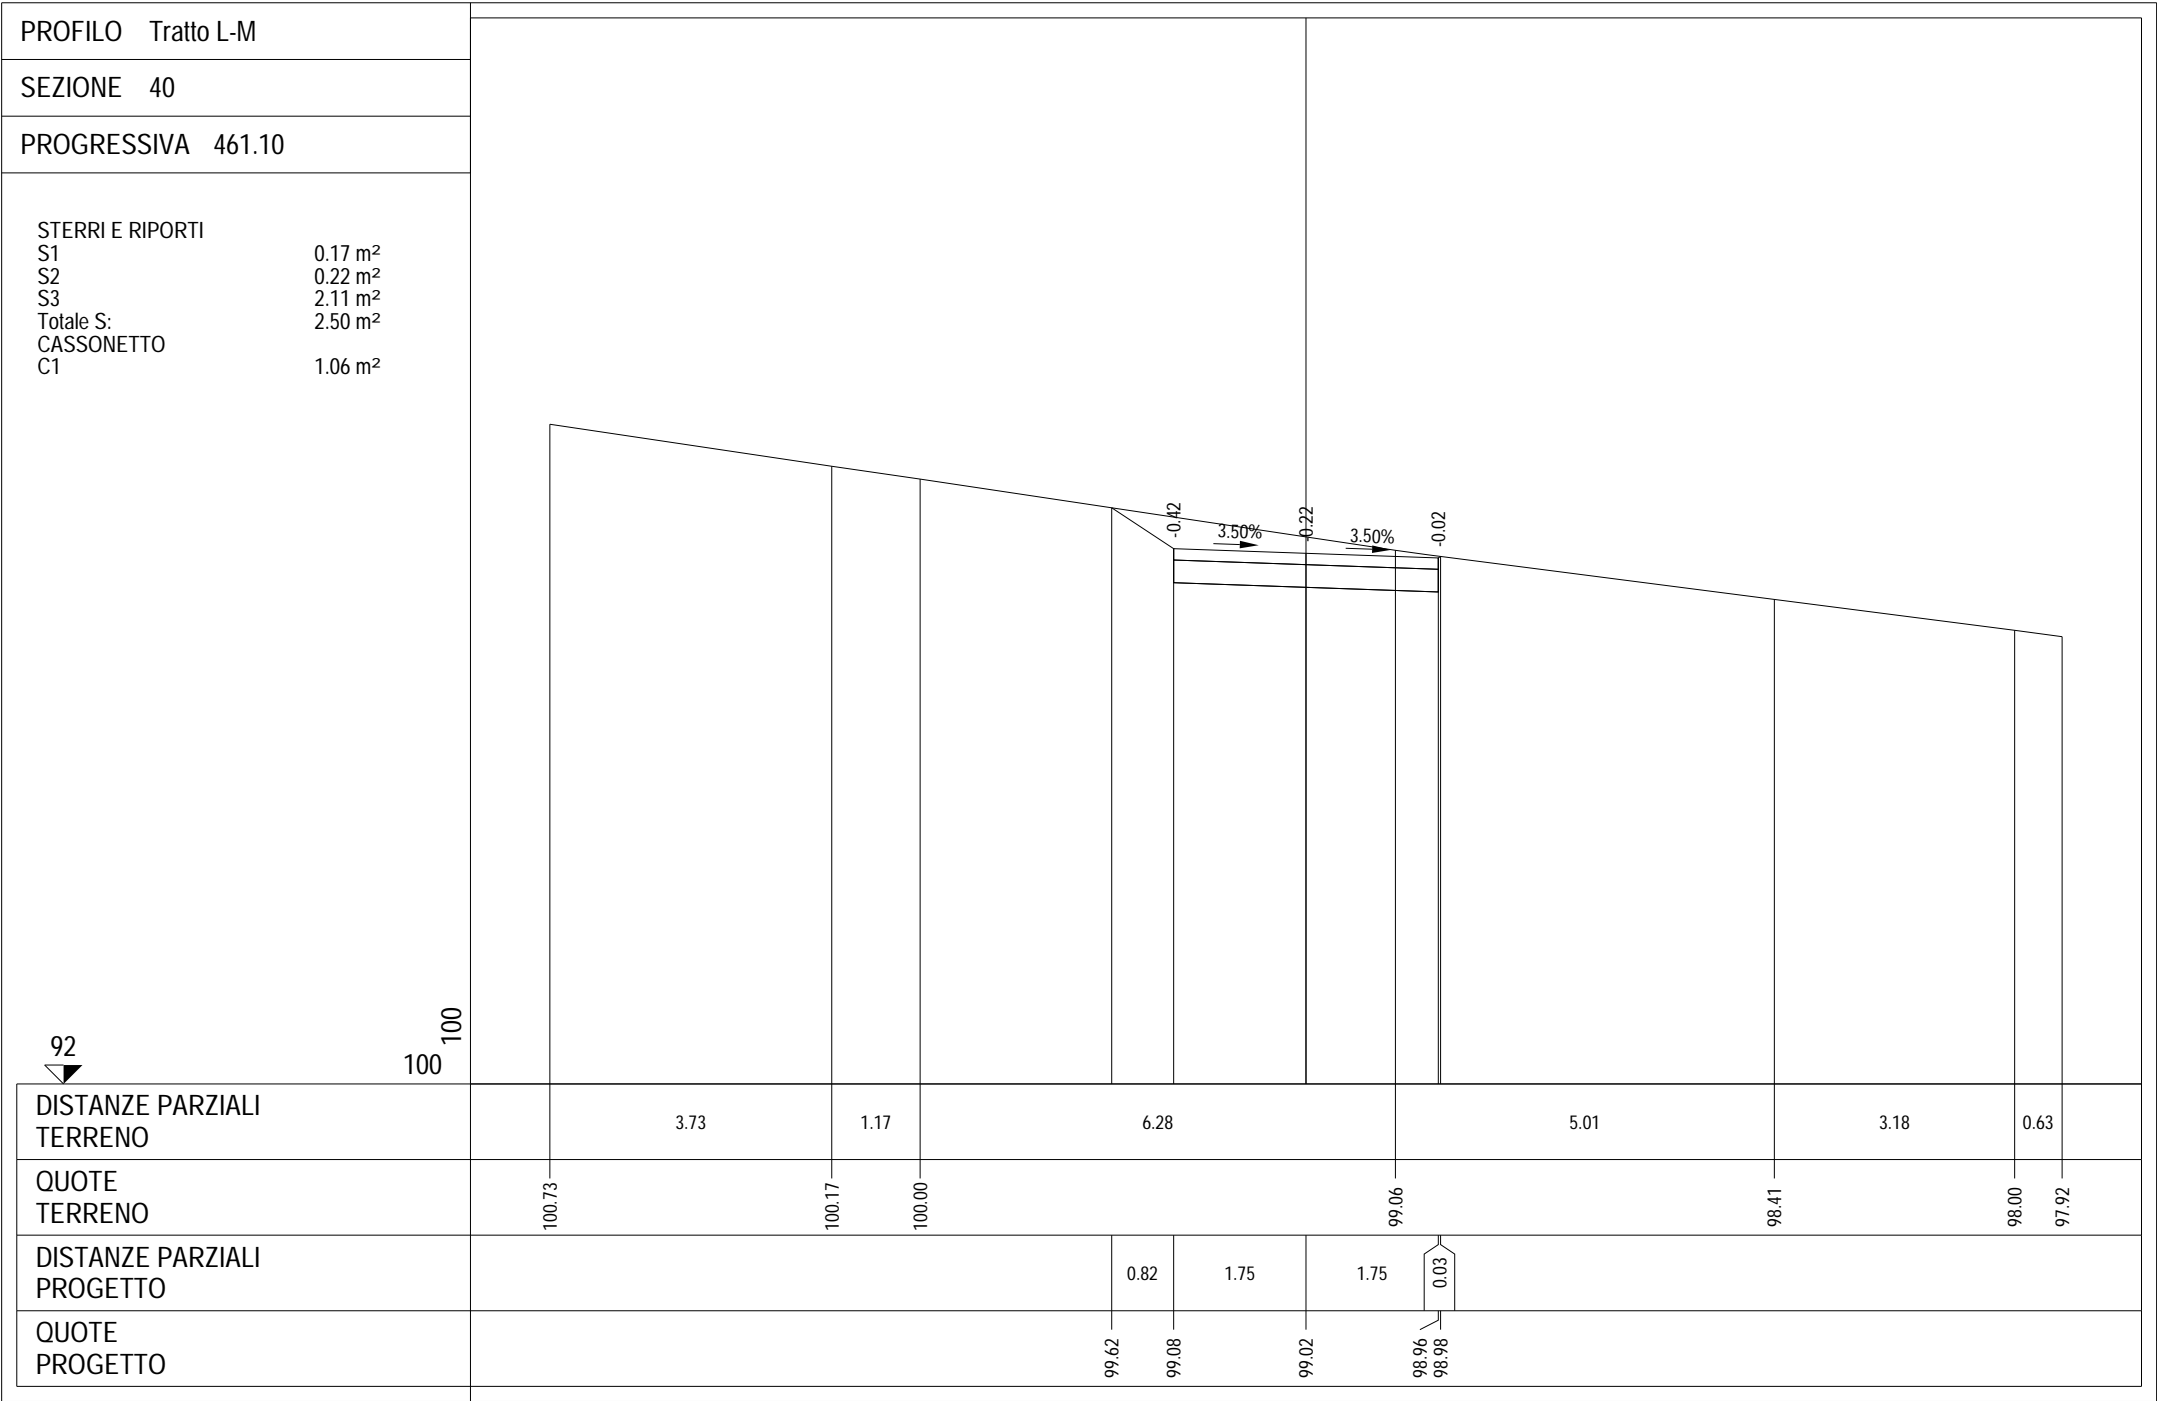 PROFILO Tratto L-M
SEZIONE 40
PROGRESSIVA 461.10
STERRI E RIPORTI
S1 0.17 m²
S2 0.22 m²
S3 2.11 m²
Totale S: 2.50 m²
CASSONETTO
C1 1.06 m²
-0.42
3.50%
-0.22
3.50%
-0.02
92
100
100
DISTANZE PARZIALI
TERRENO
3.73 1.17 6.28 5.01 3.18 0.63
QUOTE
TERRENO
100.73 100.17 100.00 99.06 98.41 98.00 97.92
DISTANZE PARZIALI
PROGETTO
0.82 1.75 1.75 0.03
QUOTE
PROGETTO
99.62 99.08 99.02 98.96 98.98